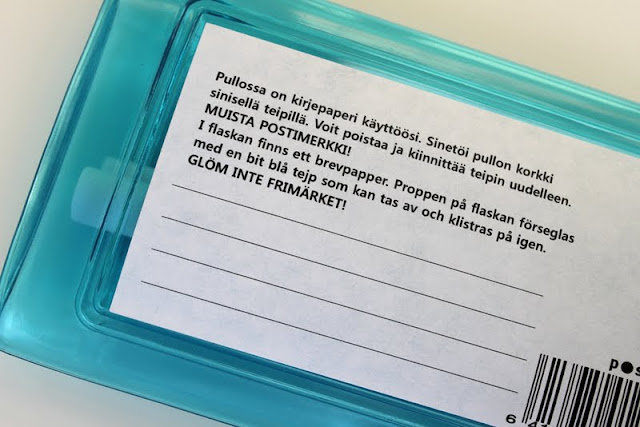 Pullossa on kirjepaperi käyttöösi. Sinetöi pullon korkki
sinisellä teipillä. Voit poistaa ja kiinnittää teipin uudelleen.
MUISTA POSTIMERKKI!
I flaskan finns ett brevpapper. Proppen på flaskan förseglas
med en bit blå tejp som kan tas av och klistras på igen.
GLÖM INTE FRIMÄRKET!